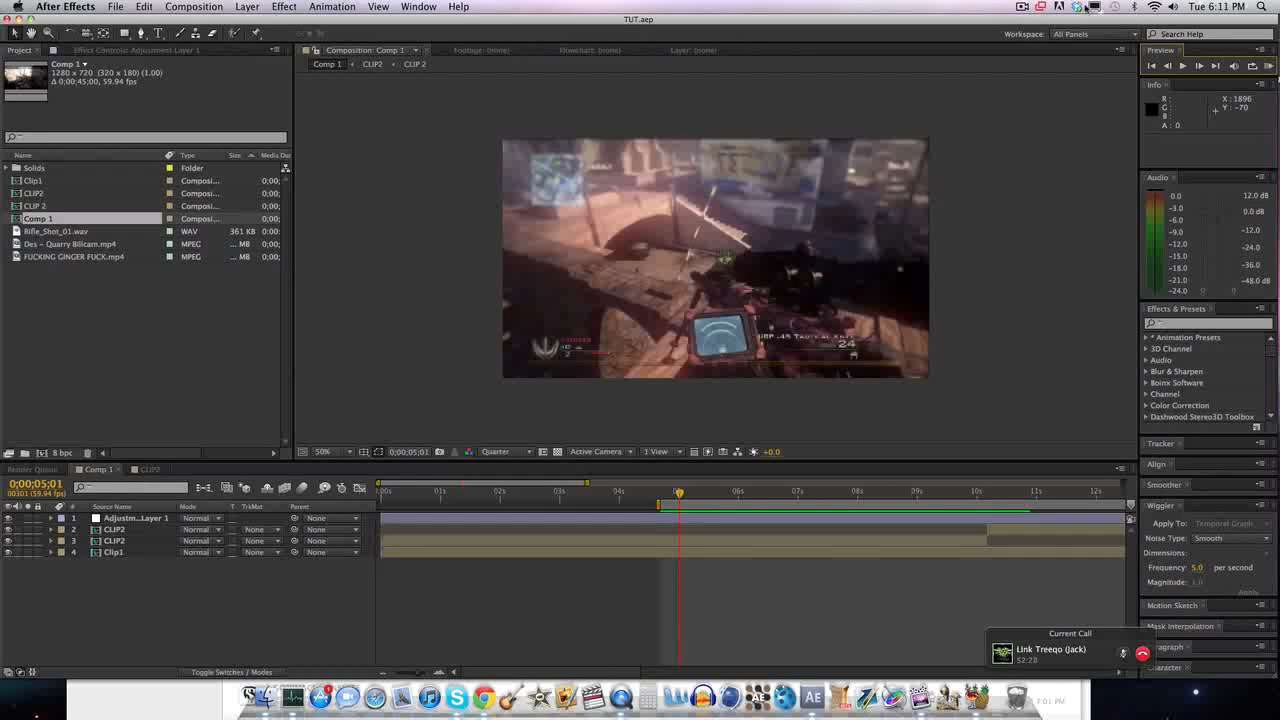 After Effects File Edit Composition Layer Effect Animation View Window Help Tue 6:11 PM
TUT.aep
Workspace: All Panels Search Help
Project Effect Controls: Adjustment Layer 1 Composition: Comp 1 Footage: (none) Flowchart: (none) Layer: (none) Preview
Comp 1 CLIP2 CLIP 2
Comp 1
1280 x 720 (320 x 180) (1.00)
Δ 0;00;45;00, 59.94 fps
Info
R :
G :
B :
A : 0
X : 1896
Y : -70
Name Type Size Media Du
Solids Folder
Clip1 Composi... 0;00;
CLIP2 Composi... 0;00;
CLIP 2 Composi... 0;00;
Comp 1 Composi... 0;00;
Rifle_Shot_01.wav WAV 361 KB 0;00;
Des - Quarry Billcam.mp4 MPEG ... MB 0;00;
FUCKING GINGER FUCK.mp4 MPEG ... MB 0;00;
Audio
0.0 12.0 dB
-3.0
-6.0 0.0 dB
-9.0
-12.0 -12.0
-15.0 -24.0
-18.0
-21.0 -36.0
-24.0 -48.0 dB
24
Effects & Presets
* Animation Presets
3D Channel
Audio
Blur & Sharpen
Boinx Software
Channel
Color Correction
Dashwood Stereo3D Toolbox
Tracker
Align
Smoother
Wiggler
Apply To: Temporal Graph
Noise Type: Smooth
Dimensions:
Frequency: 5.0 per second
Magnitude: 1.0
Apply
Motion Sketch
Mask Interpolation
Paragraph
Character
8 bpc
50% 0;00;05;01 Quarter Active Camera 1 View +0.0
Render Queue Comp 1 CLIP2
0;00;05;01
00301 (59.94 fps)
:00s 02s 04s 06s 08s 10s 12s
# Source Name Mode T TrkMat Parent
1 Adjustm...Layer 1 Normal None
2 CLIP2 Normal None None
3 CLIP2 Normal None None
4 Clip1 Normal None None
Toggle Switches / Modes
Current Call
Link Treeqo (Jack)
52:28
7:01 PM